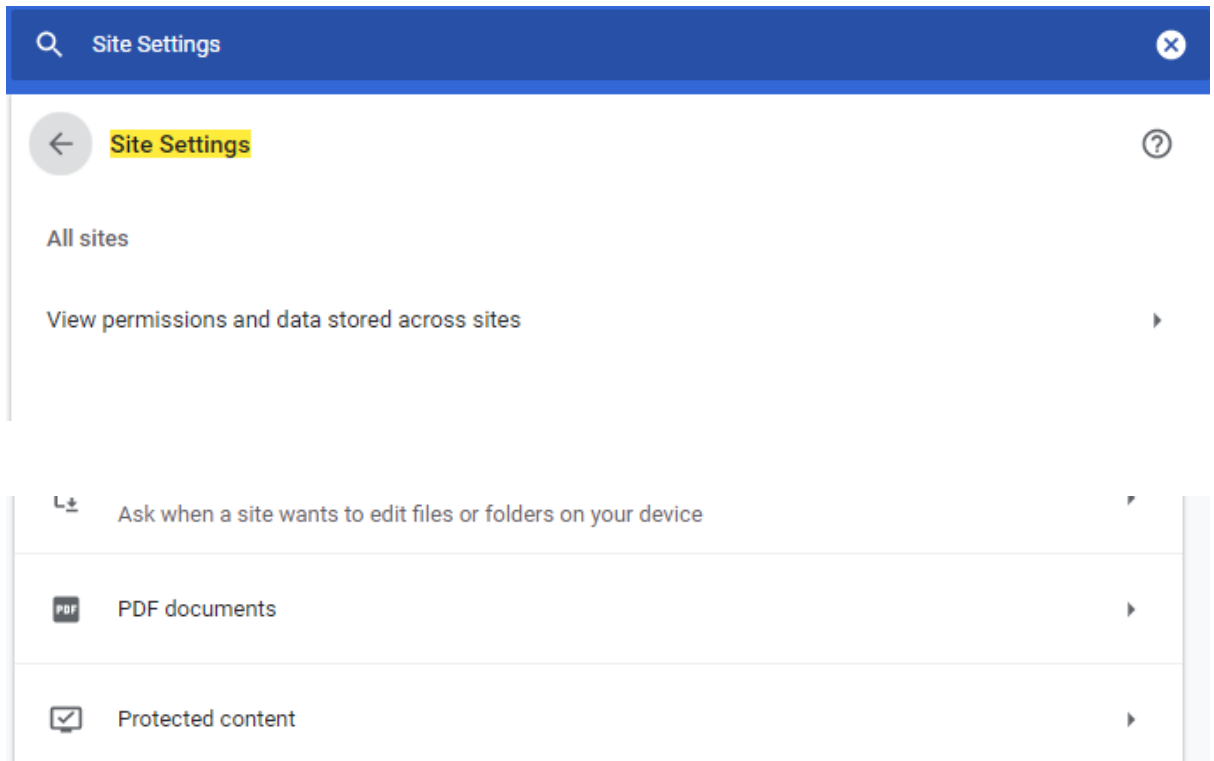 Site Settings
Site Settings
All sites
View permissions and data stored across sites
Ask when a site wants to edit files or folders on your device
PDF
PDF documents
Protected content